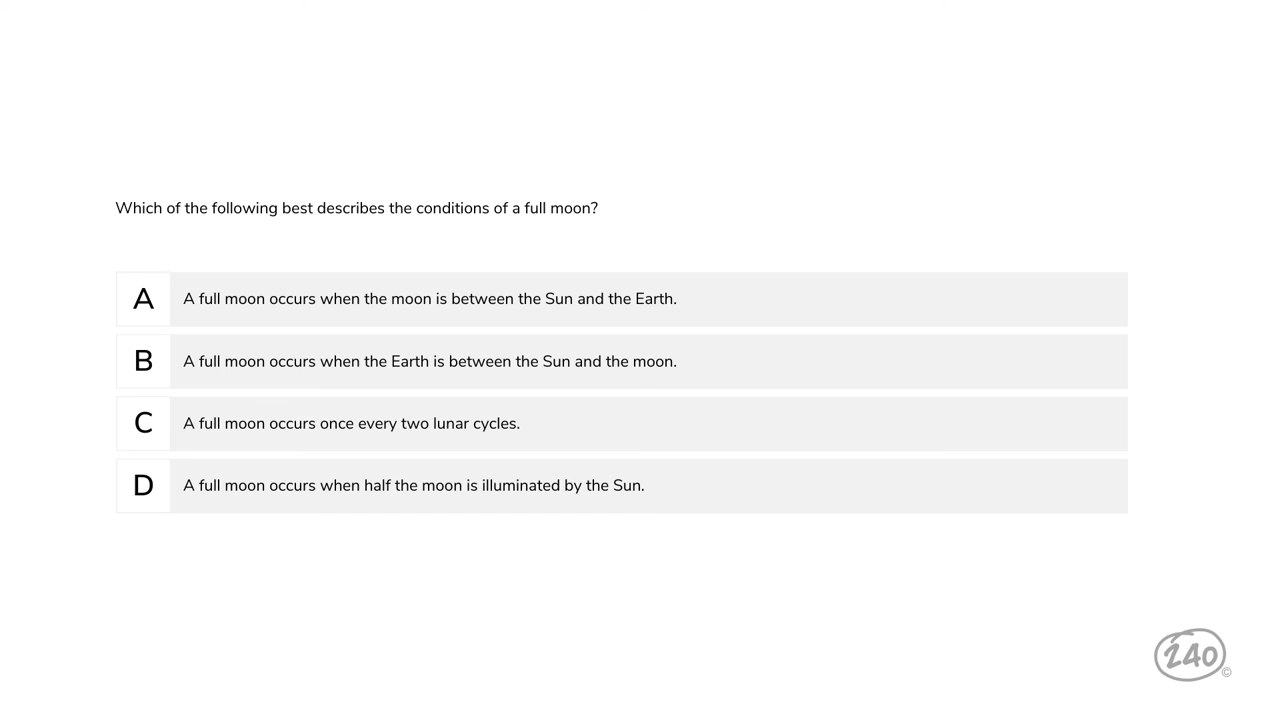 Which of the following best describes the conditions of a full moon?
A A full moon occurs when the moon is between the Sun and the Earth.
B A full moon occurs when the Earth is between the Sun and the moon.
C A full moon occurs once every two lunar cycles.
D A full moon occurs when half the moon is illuminated by the Sun.
240
©